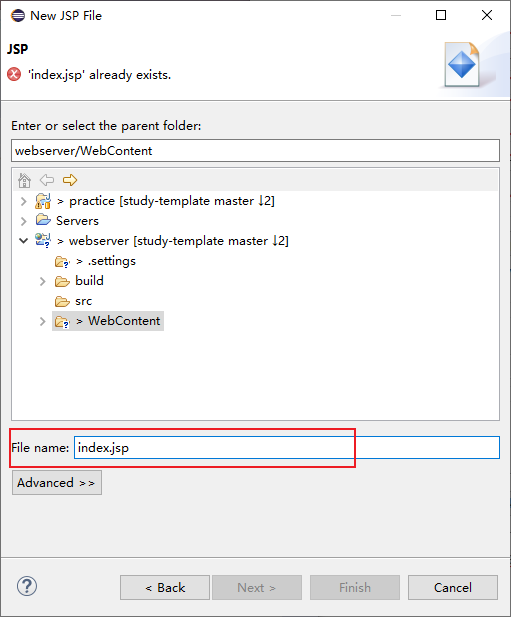 New JSP File
JSP
'index.jsp' already exists.
Enter or select the parent folder:
webserver/WebContent
> practice [study-template master ↓2]
Servers
> webserver [study-template master ↓2]
> .settings
build
src
> WebContent
File name: index.jsp
Advanced >>
< Back Next > Finish Cancel